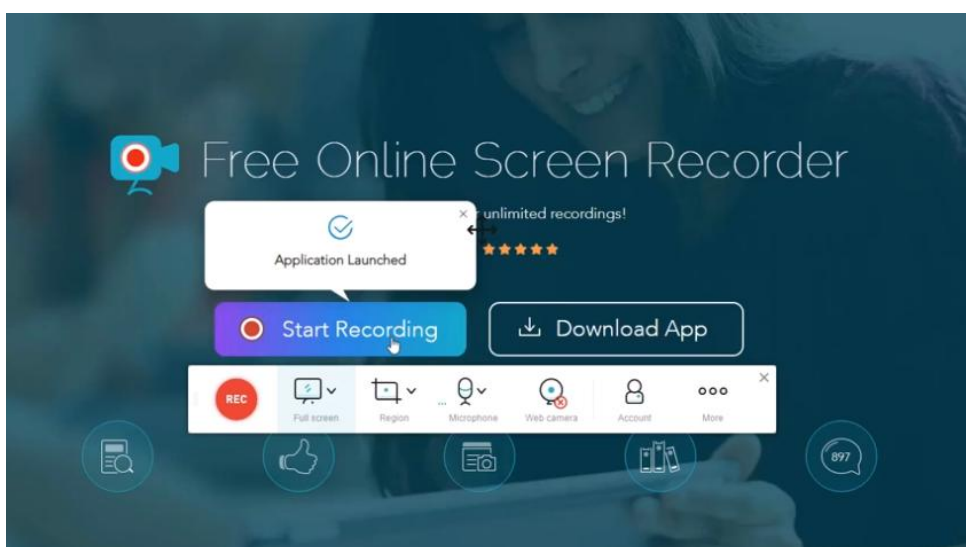 Free Online Screen Recorder
unlimited recordings!
Application Launched
Start Recording
Download App
REC
Full screen
Region
Microphone
Web camera
Account
More
897